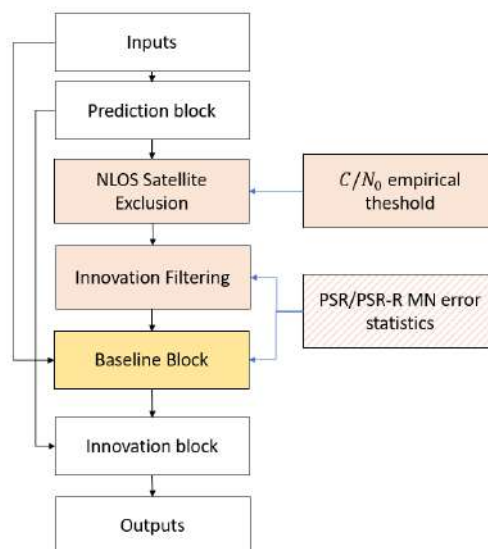 Inputs
Prediction block
NLOS Satellite
Exclusion
C/N₀ empirical
theshold
Innovation Filtering
PSR/PSR-R MN error
statistics
Baseline Block
Innovation block
Outputs